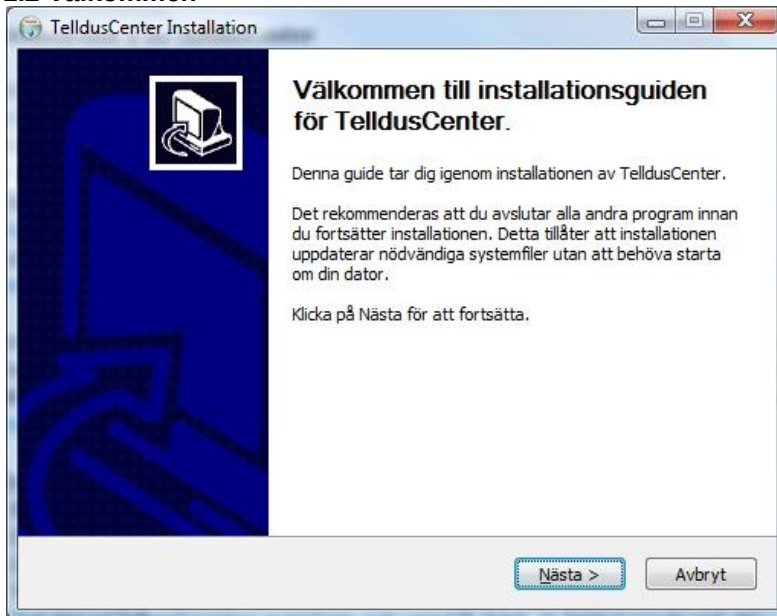 TelldusCenter Installation
Välkommen till installationsguiden
för TelldusCenter.
Denna guide tar dig igenom installationen av TelldusCenter.
Det rekommenderas att du avslutar alla andra program innan
du fortsätter installationen. Detta tillåter att installationen
uppdaterar nödvändiga systemfiler utan att behöva starta
om din dator.
Klicka på Nästa för att fortsätta.
Nästa >
Avbryt